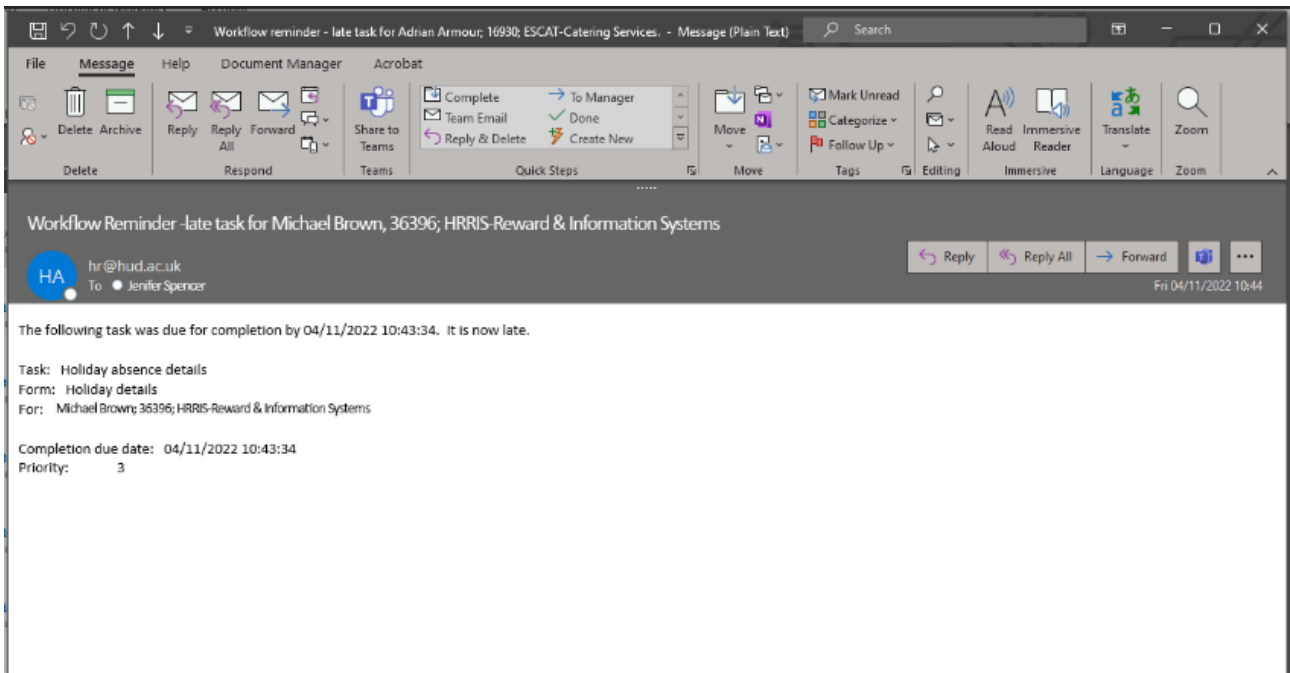 Workflow reminder - late task for Adrian Armour; 16930; ESCAT-Catering Services. - Message (Plain Text)
Search
File Message Help Document Manager Acrobat
Delete Archive
Reply Reply All Forward
Share to Teams
Complete To Manager
Team Email Done
Reply & Delete Create New
Move
Mark Unread
Categorize
Follow Up
Read Aloud Immersive Reader
Translate
Zoom
Delete Respond Teams Quick Steps Move Tags Editing Immersive Language Zoom
Workflow Reminder -late task for Michael Brown, 36396; HRRIS-Reward & Information Systems
HA
hr@hud.ac.uk
To Jenifer Spencer
Reply Reply All Forward
Fri 04/11/2022 10:44
The following task was due for completion by 04/11/2022 10:43:34. It is now late.
Task: Holiday absence details
Form: Holiday details
For: Michael Brown; 36396; HRRIS-Reward & Information Systems
Completion due date: 04/11/2022 10:43:34
Priority: 3